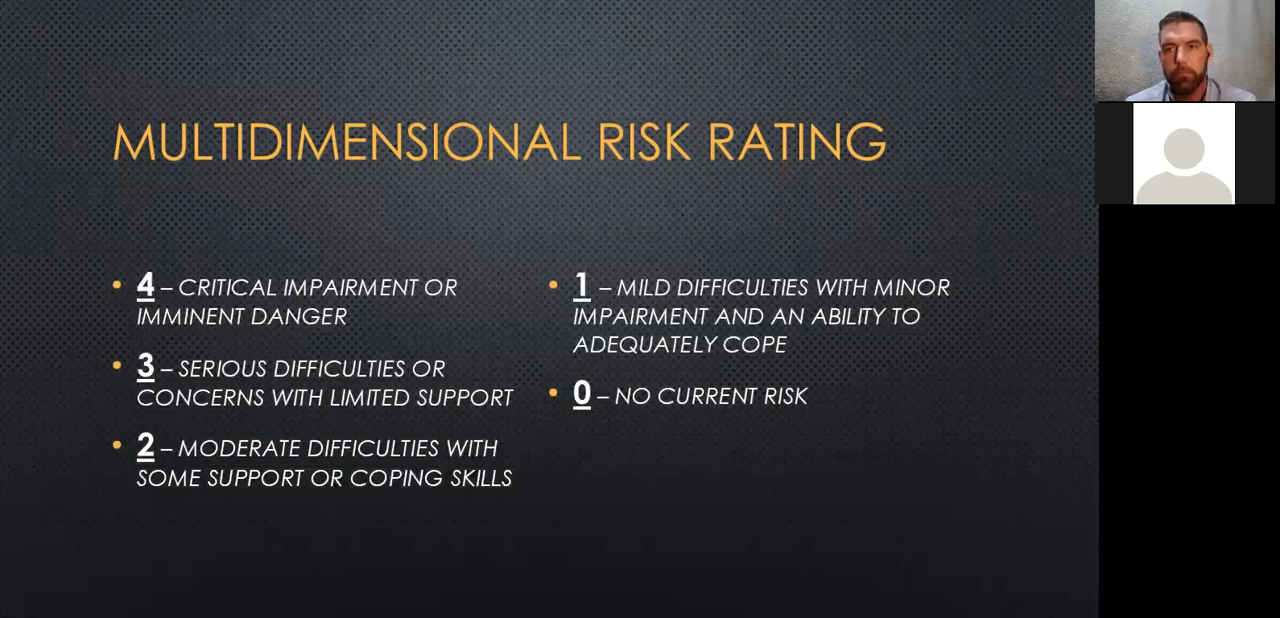 MULTIDIMENSIONAL RISK RATING
4 – CRITICAL IMPAIRMENT OR
IMMINENT DANGER
3 – SERIOUS DIFFICULTIES OR
CONCERNS WITH LIMITED SUPPORT
2 – MODERATE DIFFICULTIES WITH
SOME SUPPORT OR COPING SKILLS
1 – MILD DIFFICULTIES WITH MINOR
IMPAIRMENT AND AN ABILITY TO
ADEQUATELY COPE
0 – NO CURRENT RISK